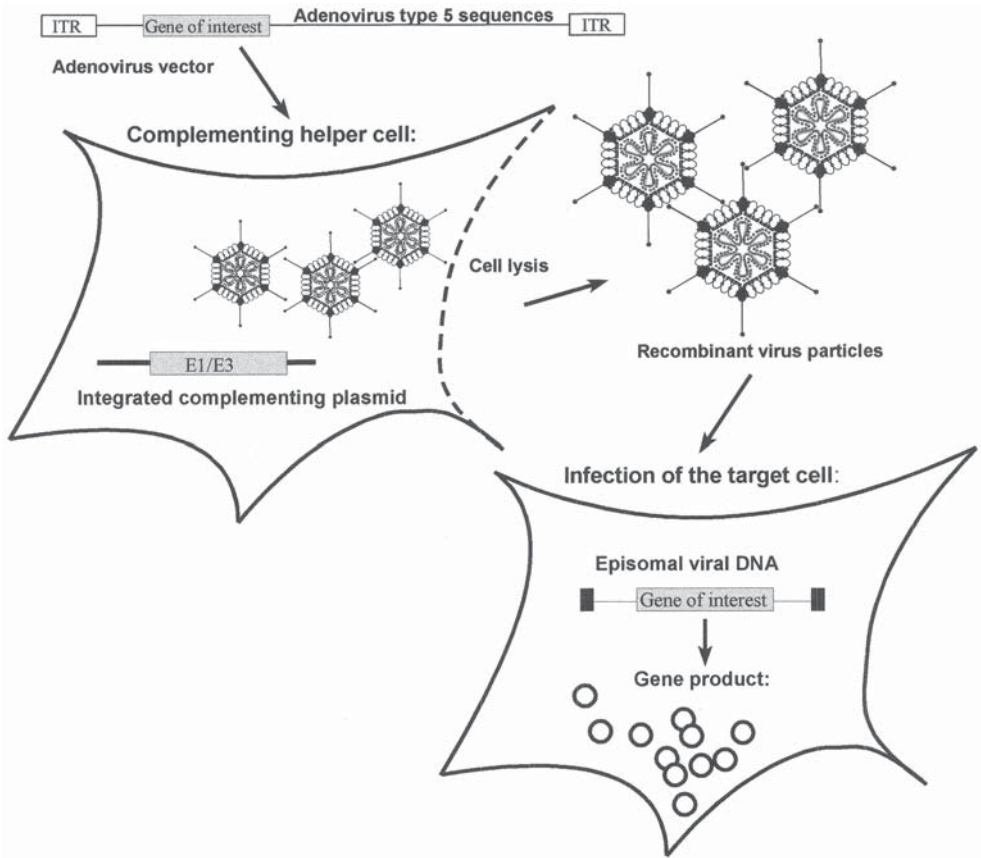 Adenovirus type 5 sequences
ITR
Gene of interest
ITR
Adenovirus vector
Complementing helper cell:
Cell lysis
Recombinant virus particles
E1/E3
Integrated complementing plasmid
Infection of the target cell:
Episomal viral DNA
Gene of interest
Gene product: